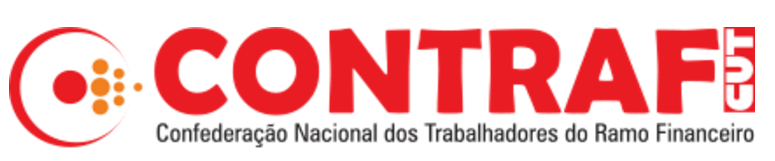 CONTRAF CUT
Confederação Nacional dos Trabalhadores do Ramo Financeiro